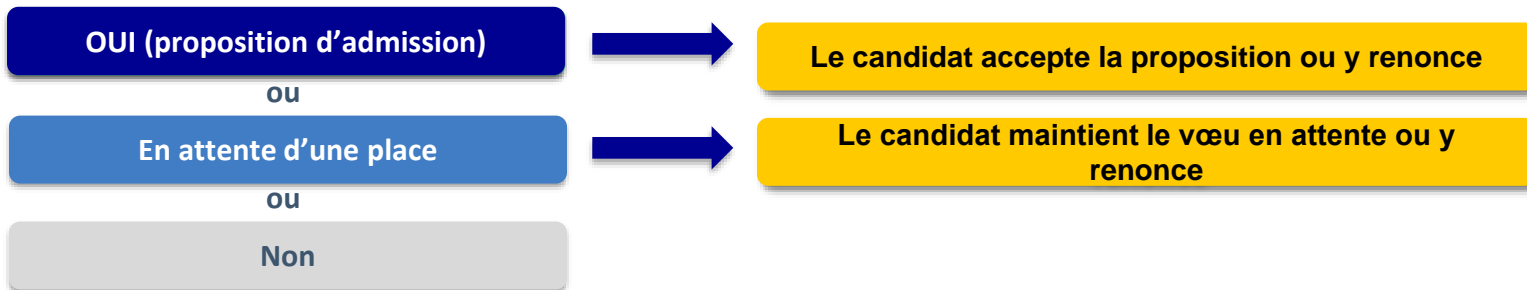 OUI (proposition d’admission)
Le candidat accepte la proposition ou y renonce
ou
En attente d’une place
Le candidat maintient le vœu en attente ou y
renonce
ou
Non